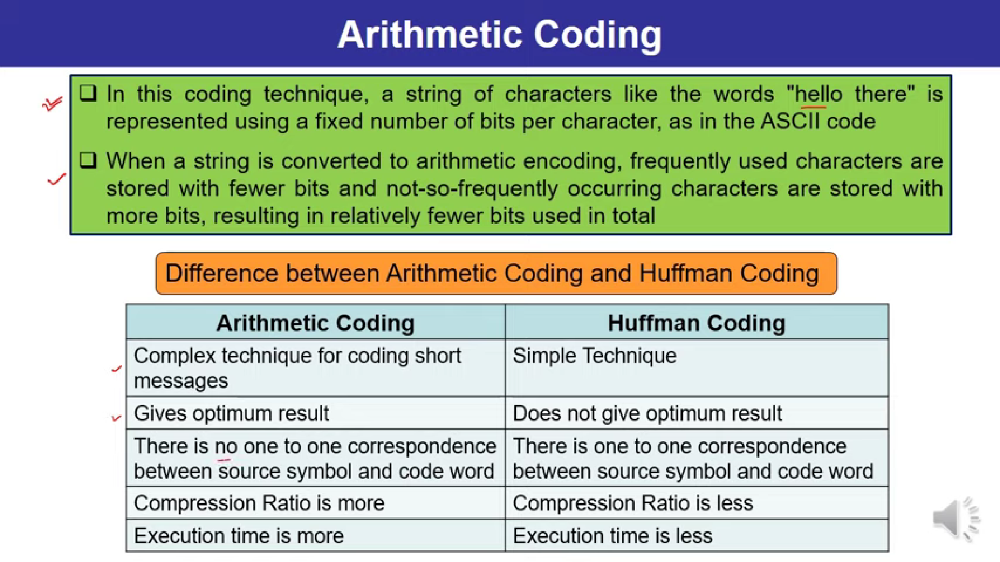 Arithmetic Coding
In this coding technique, a string of characters like the words "hello there" is
represented using a fixed number of bits per character, as in the ASCII code
When a string is converted to arithmetic encoding, frequently used characters are
stored with fewer bits and not-so-frequently occurring characters are stored with
more bits, resulting in relatively fewer bits used in total
Difference between Arithmetic Coding and Huffman Coding
Arithmetic Coding
Huffman Coding
Complex technique for coding short
messages
Simple Technique
Gives optimum result
Does not give optimum result
There is no one to one correspondence
between source symbol and code word
There is one to one correspondence
between source symbol and code word
Compression Ratio is more
Compression Ratio is less
Execution time is more
Execution time is less